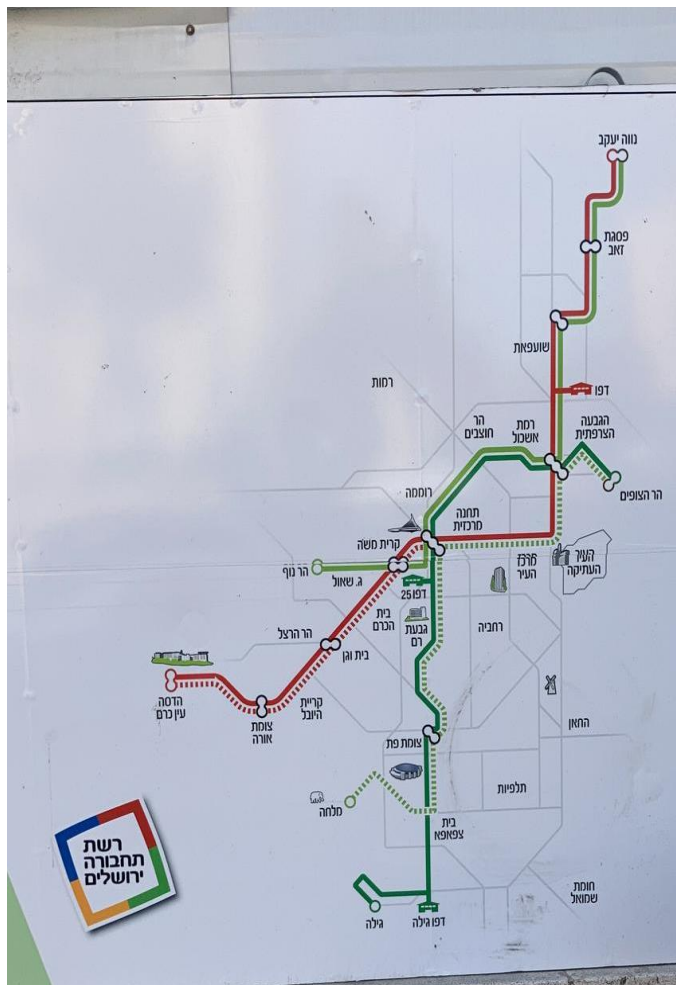 נווה יעקב
פסגת
זאב
שועפאת
דפו
רמות
הגבעה
הצרפתית
הר
חוצבים
רמת
אשכול
הר הצופים
רוממה
תחנה
מרכזית
קרית משה
העיר
העתיקה
מרכז
העיר
הר נוף
ג. שאול
דפו 25
בית
הכרם
גבעת
רם
רחביה
הר הרצל
בית וגן
הדסה
עין כרם
קריית
היובל
צומת
אורה
החאן
צומת פת
תלפיות
מלחה
בית
צפאפא
רשת
תחבורה
ירושלים
חומת
שמואל
גילה
דפו גילה